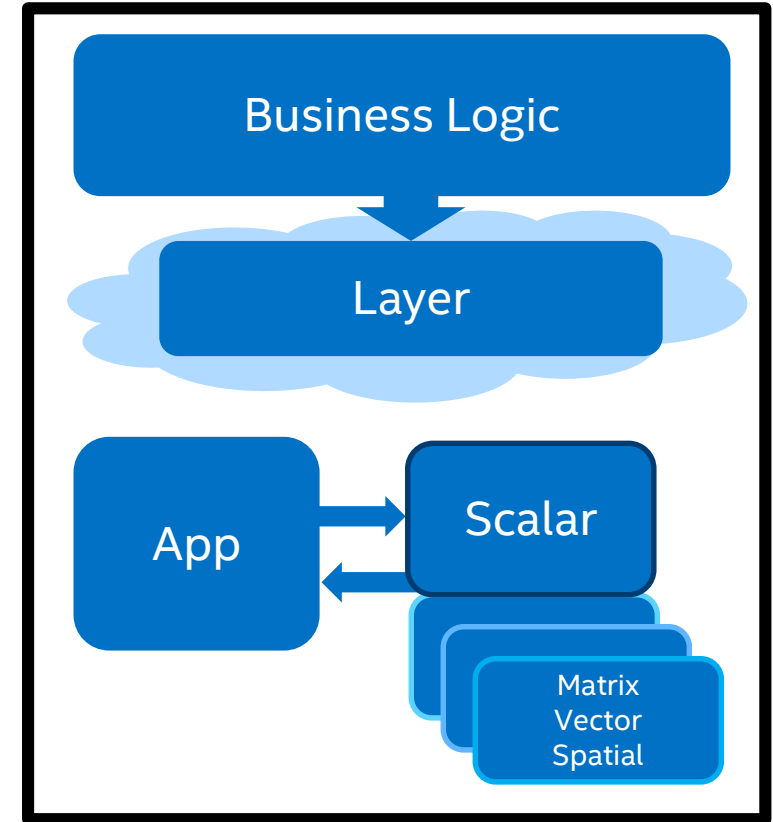 Business Logic
Layer
App
Scalar
Matrix
Vector
Spatial